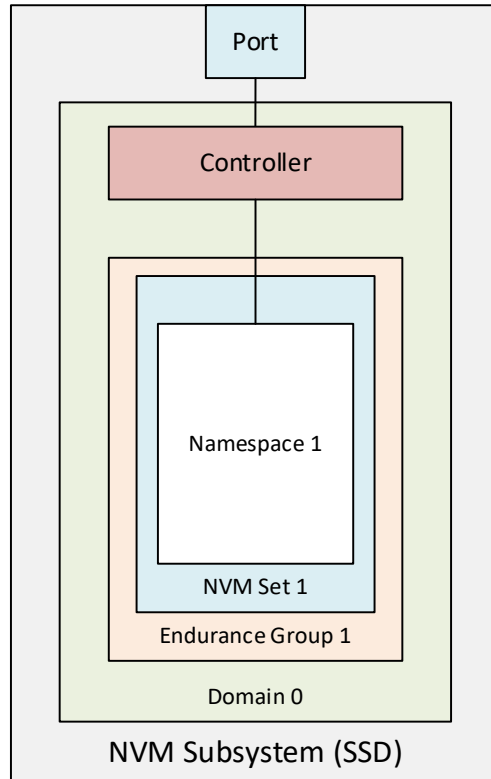 Port
Controller
Namespace 1
NVM Set 1
Endurance Group 1
Domain 0
NVM Subsystem (SSD)